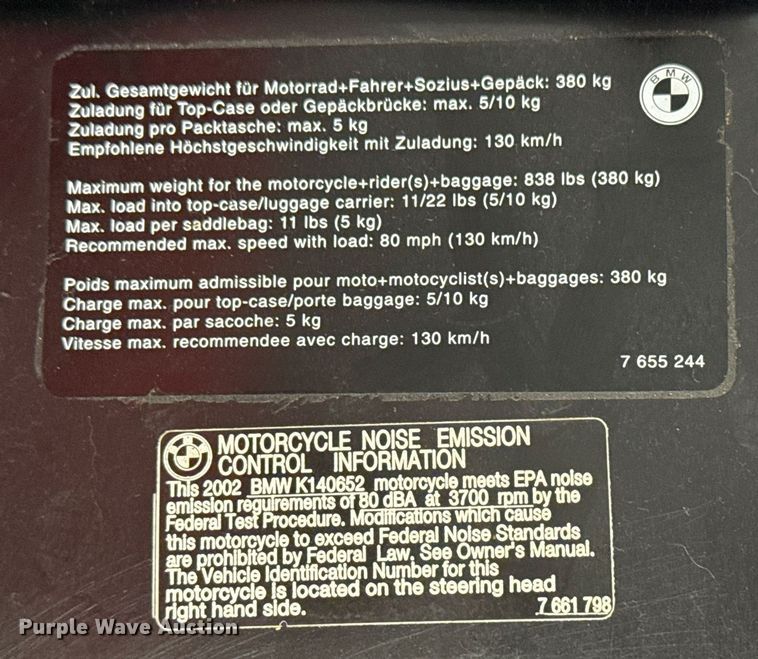 Zul. Gesamtgewicht für Motorrad+Fahrer+Sozius+Gepäck: 380 kg
Zuladung für Top-Case oder Gepäckbrücke: max. 5/10 kg
Zuladung pro Packtasche: max. 5 kg
Empfohlene Höchstgeschwindigkeit mit Zuladung: 130 km/h
BMW
Maximum weight for the motorcycle+rider(s)+baggage: 838 lbs (380 kg)
Max. load into top-case/luggage carrier: 11/22 lbs (5/10 kg)
Max. load per saddlebag: 11 lbs (5 kg)
Recommended max. speed with load: 80 mph (130 km/h)
Poids maximum admissible pour moto+motocyclist(s)+baggages: 380 kg
Charge max. pour top-case/porte baggage: 5/10 kg
Charge max. par sacoche: 5 kg
Vitesse max. recommendee avec charge: 130 km/h
7 655 244
MOTORCYCLE NOISE EMISSION
CONTROL INFORMATION
This 2002 BMW K140652 motorcycle meets EPA noise
emission requirements of 80 dBA at 3700 rpm by the
Federal Test Procedure. Modifications which cause
this motorcycle to exceed Federal Noise Standards
are prohibited by Federal Law. See Owner's Manual.
The Vehicle Identification Number for this
motorcycle is located on the steering head
right hand side.
7 661 798
Purple Wave Auction